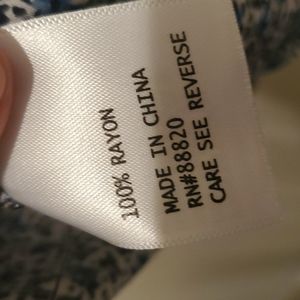 100% RAYON
MADE IN CHINA
RN#88820
CARE SEE REVERSE